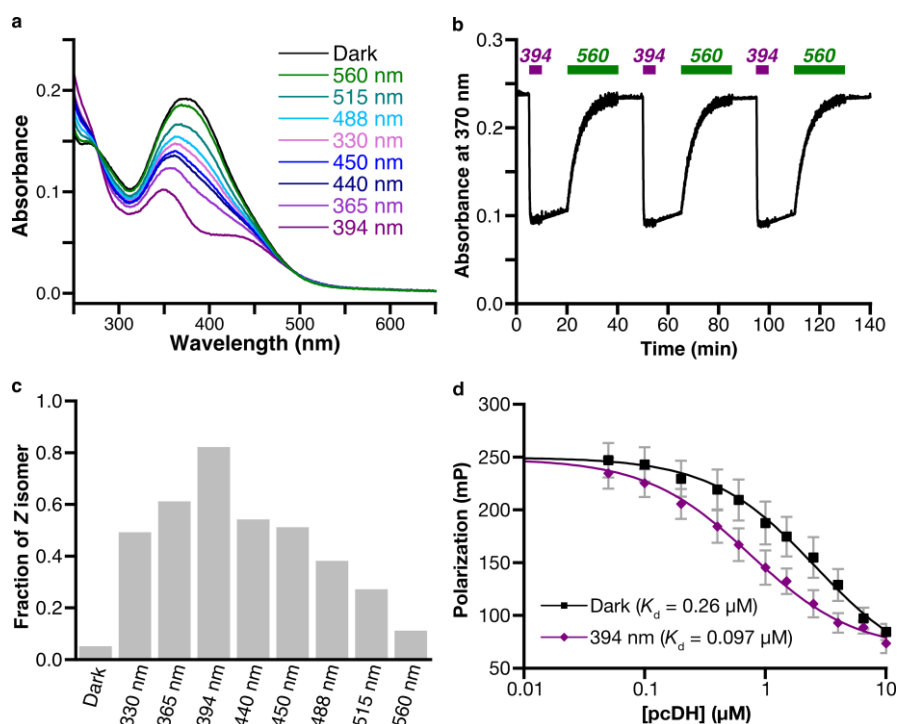 a
Absorbance
0.2
0.1
0.0
300
400
500
600
Wavelength (nm)
Dark
560 nm
515 nm
488 nm
330 nm
450 nm
440 nm
365 nm
394 nm
b
Absorbance at 370 nm
0.3
0.2
0.1
0.0
394 560 394 560 394 560
0 20 40 60 80 100 120 140
Time (min)
c
Fraction of Z isomer
1.0
0.8
0.6
0.4
0.2
0.0
Dark
330 nm
365 nm
394 nm
440 nm
450 nm
488 nm
515 nm
560 nm
d
Polarization (mP)
300
250
200
150
100
50
Dark (Kd = 0.26 μM)
394 nm (Kd = 0.097 μM)
0.01 0.1 1 10
[pcDH] (μM)